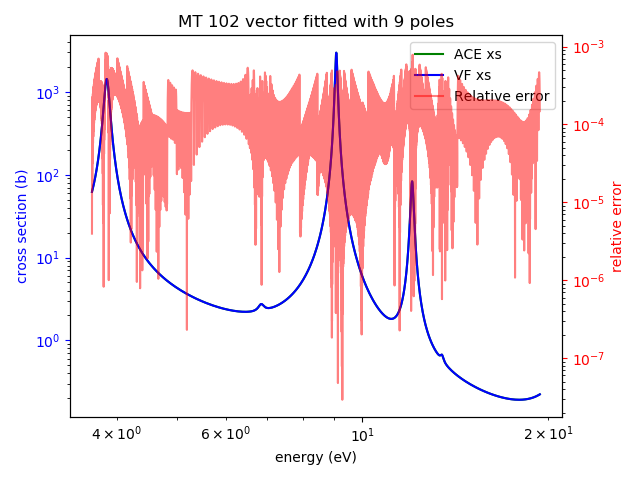 MT 102 vector fitted with 9 poles
ACE xs
VF xs
Relative error
cross section (b)
10³
10²
10¹
10⁰
10⁻³
10⁻⁴
10⁻⁵
10⁻⁶
10⁻⁷
relative error
4 × 10⁰
6 × 10⁰
10¹
2 × 10¹
energy (eV)